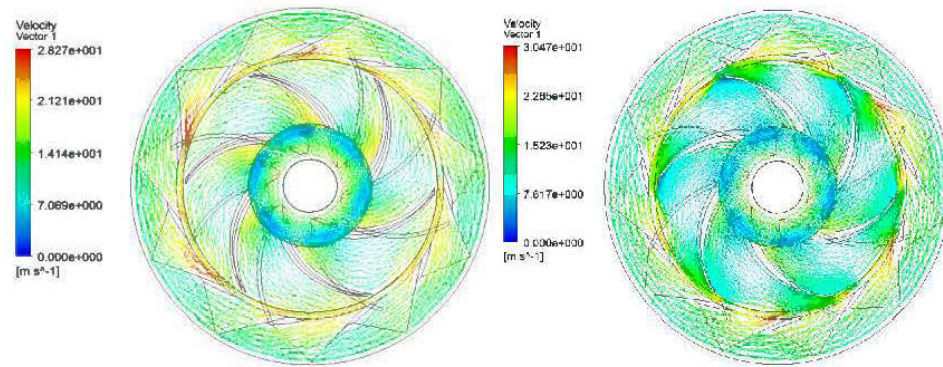 Velocity
Vector 1
2.827e+001
2.121e+001
1.414e+001
7.069e+000
0.000e+000
[m s^-1]
Velocity
Vector 1
3.047e+001
2.285e+001
1.523e+001
7.617e+000
0.000e+000
[m s^-1]